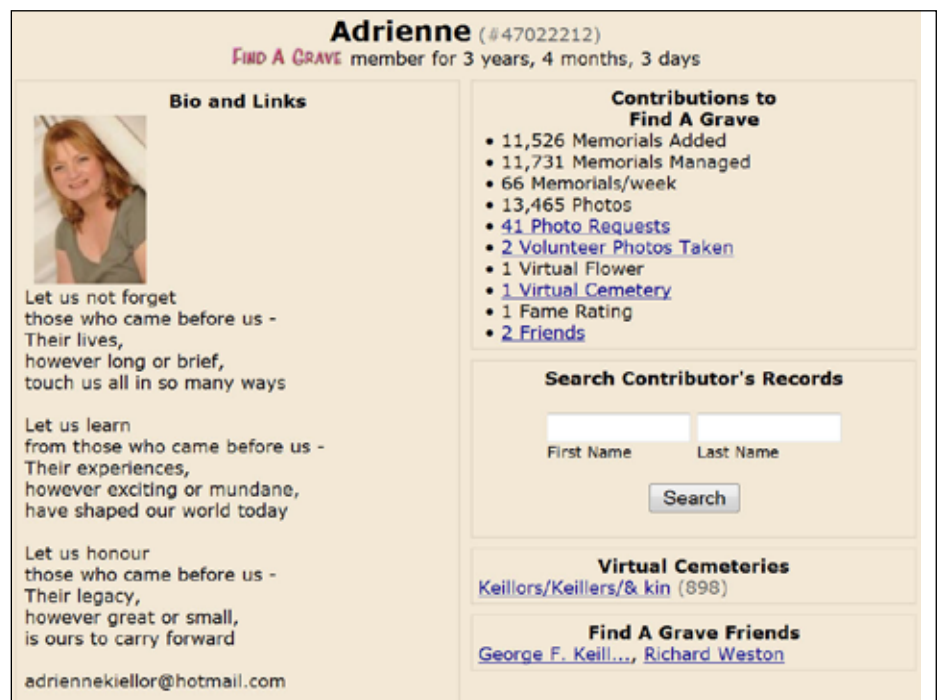 Adrienne (#47022212)
FIND A GRAVE member for 3 years, 4 months, 3 days
Bio and Links
Let us not forget
those who came before us -
Their lives,
however long or brief,
touch us all in so many ways
Let us learn
from those who came before us -
Their experiences,
however exciting or mundane,
have shaped our world today
Let us honour
those who came before us -
Their legacy,
however great or small,
is ours to carry forward
adriennekiellor@hotmail.com
Contributions to
Find A Grave
• 11,526 Memorials Added
• 11,731 Memorials Managed
• 66 Memorials/week
• 13,465 Photos
• 41 Photo Requests
• 2 Volunteer Photos Taken
• 1 Virtual Flower
• 1 Virtual Cemetery
• 1 Fame Rating
• 2 Friends
Search Contributor's Records
First Name Last Name
Search
Virtual Cemeteries
Keillors/Keillers/& kin (898)
Find A Grave Friends
George F. Keill..., Richard Weston